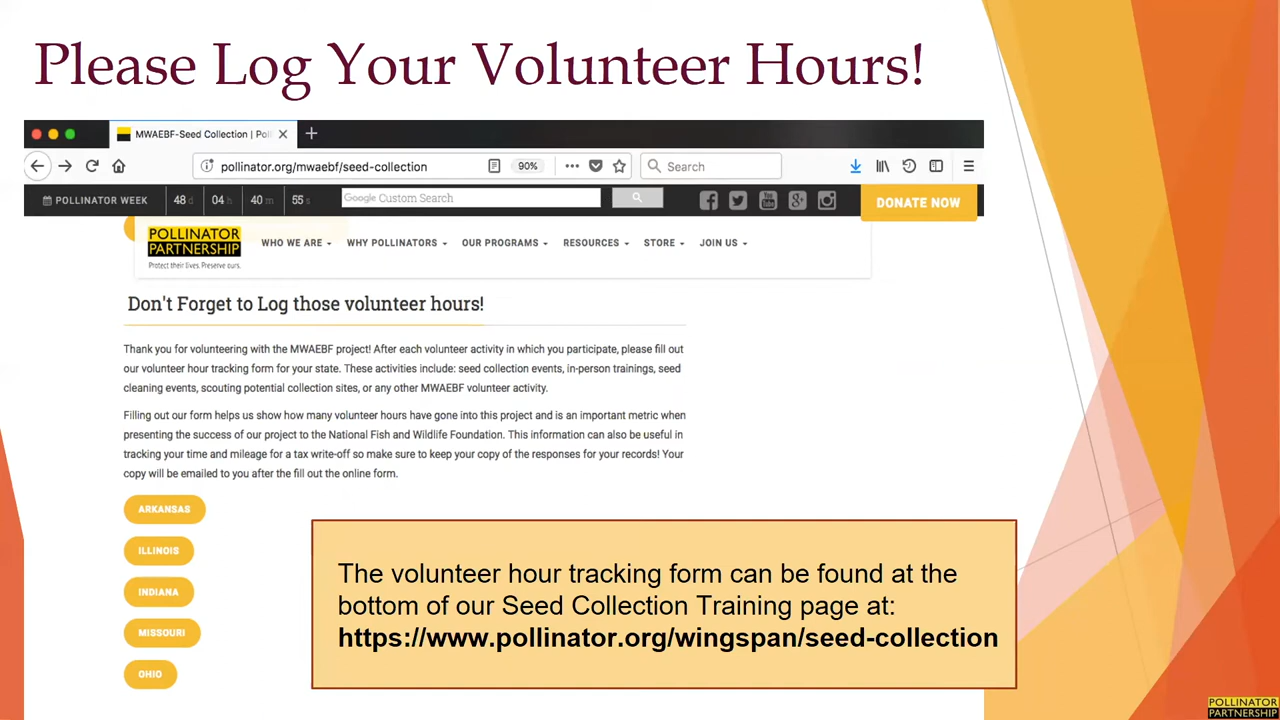 Please Log Your Volunteer Hours!
MWAEBF-Seed Collection | Pol
pollinator.org/mwaebf/seed-collection
90%
Search
POLLINATOR WEEK
48 d
04 h
40 m
55 s
Google Custom Search
DONATE NOW
POLLINATOR
PARTNERSHIP
Protect their lives. Preserve ours.
WHO WE ARE
WHY POLLINATORS
OUR PROGRAMS
RESOURCES
STORE
JOIN US
Don't Forget to Log those volunteer hours!
Thank you for volunteering with the MWAEBF project! After each volunteer activity in which you participate, please fill out
our volunteer hour tracking form for your state. These activities include: seed collection events, in-person trainings, seed
cleaning events, scouting potential collection sites, or any other MWAEBF volunteer activity.
Filling out our form helps us show how many volunteer hours have gone into this project and is an important metric when
presenting the success of our project to the National Fish and Wildlife Foundation. This information can also be useful in
tracking your time and mileage for a tax write-off so make sure to keep your copy of the responses for your records! Your
copy will be emailed to you after the fill out the online form.
ARKANSAS
ILLINOIS
INDIANA
MISSOURI
OHIO
The volunteer hour tracking form can be found at the
bottom of our Seed Collection Training page at:
https://www.pollinator.org/wingspan/seed-collection
POLLINATOR
PARTNERSHIP